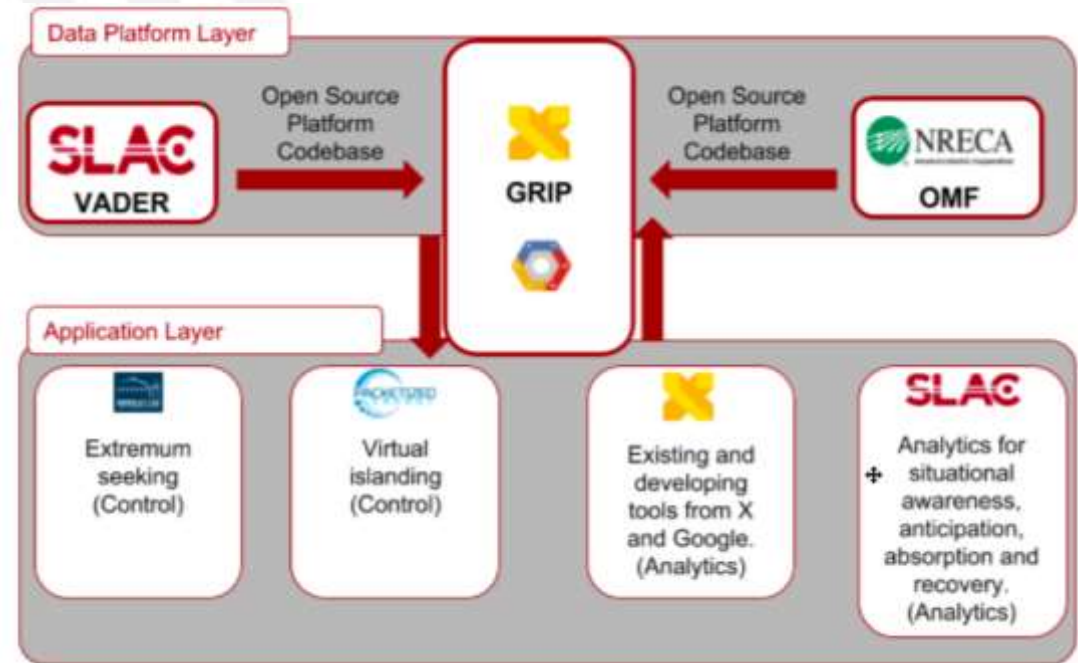 Data Platform Layer
SLAC
VADER
Open Source
Platform
Codebase
GRIP
Open Source
Platform
Codebase
NRECA
OMF
Application Layer
Extremum
seeking
(Control)
Virtual
islanding
(Control)
Existing and
developing
tools from X
and Google.
(Analytics)
SLAC
Analytics for
situational
awareness,
anticipation,
absorption and
recovery.
(Analytics)